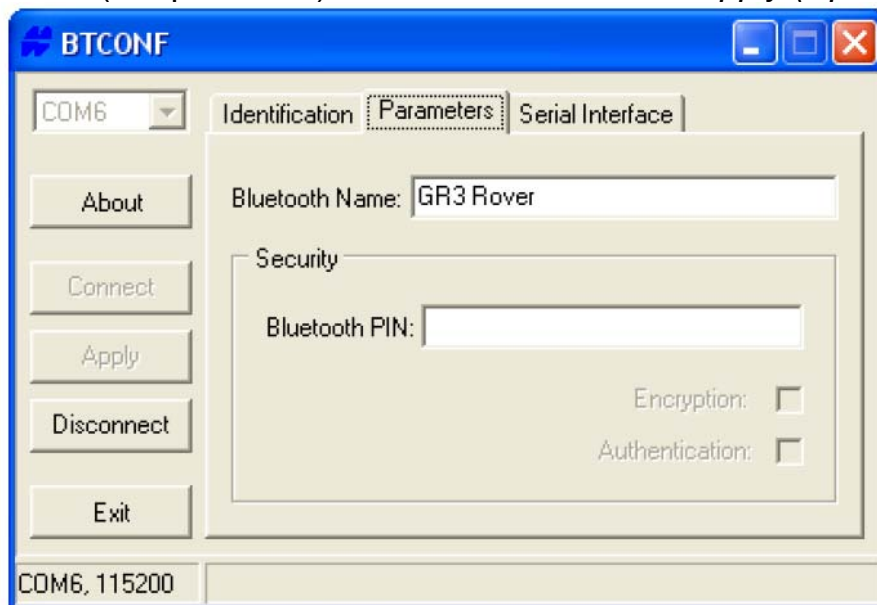 BTCONF
COM6
Identification
Parameters
Serial Interface
About
Bluetooth Name: GR3 Rover
Security
Connect
Bluetooth PIN:
Apply
Encryption:
Disconnect
Authentication:
Exit
COM6, 115200